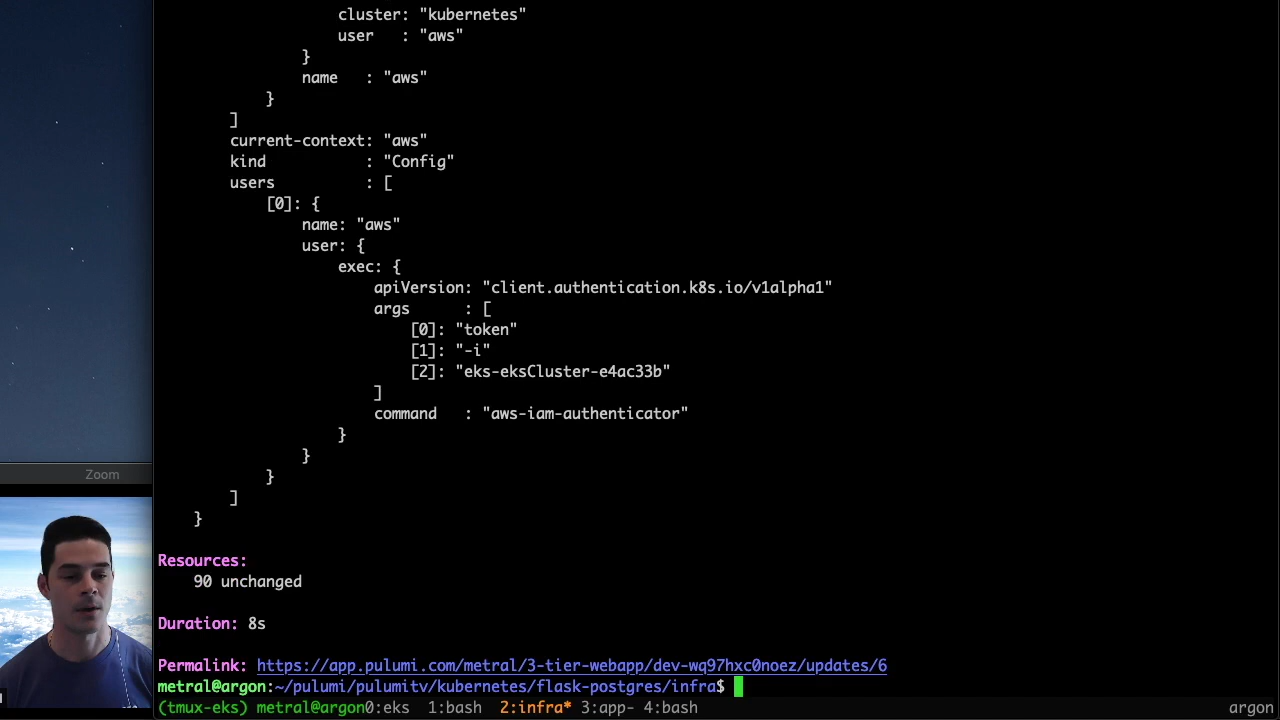 cluster: "kubernetes"
user   : "aws"
}
name   : "aws"
}
]
current-context: "aws"
kind           : "Config"
users          : [
[0]: {
name: "aws"
user: {
exec: {
apiVersion: "client.authentication.k8s.io/v1alpha1"
args      : [
[0]: "token"
[1]: "-i"
[2]: "eks-eksCluster-e4ac33b"
]
command   : "aws-iam-authenticator"
}
}
}
]
}
Zoom
Resources:
90 unchanged
Duration: 8s
Permalink: https://app.pulumi.com/metral/3-tier-webapp/dev-wq97hxc0noez/updates/6
metral@argon:~/pulumi/pulumitv/kubernetes/flask-postgres/infra$
(tmux-eks) metral@argon0:eks  1:bash  2:infra* 3:app- 4:bash argon